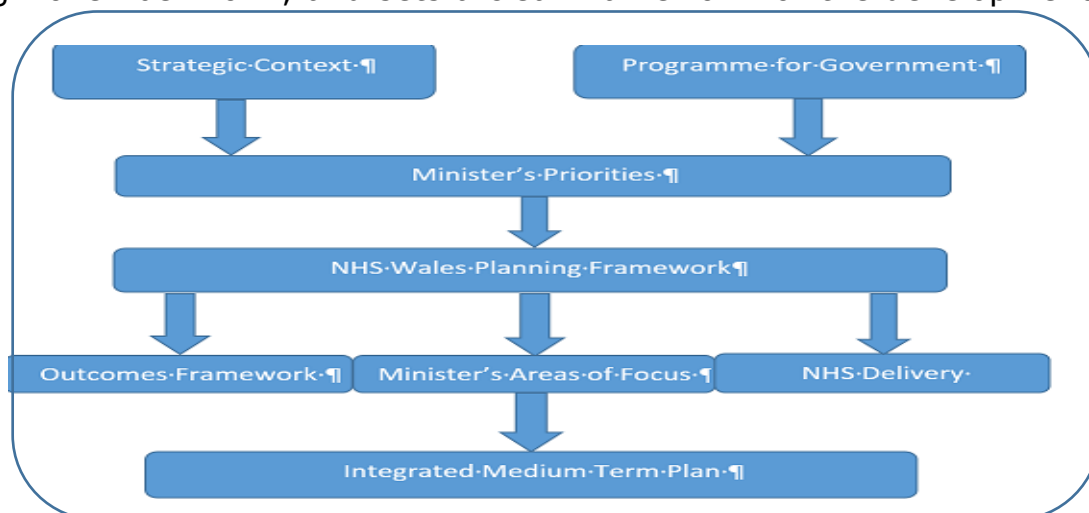 Strategic·Context·¶
Programme·for·Government·¶
Minister's·Priorities·¶
NHS·Wales·Planning·Framework¶
Outcomes·Framework·¶
Minister's·Areas·of·Focus·¶
NHS·Delivery·
Integrated·Medium·Term·Plan·¶